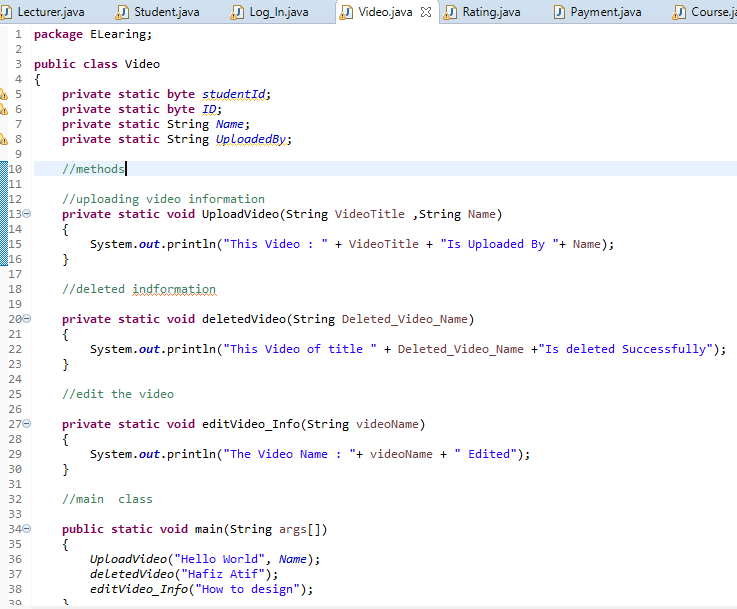 Lecturer.java Student.java Log_In.java Video.java Rating.java Payment.java Course.ja
1 package ELearing;
2
3 public class Video
4 {
5 private static byte studentId;
6 private static byte ID;
7 private static String Name;
8 private static String UploadedBy;
9
10 //methods
11
12 //uploading video information
13 private static void UploadVideo(String VideoTitle ,String Name)
14 {
15 System.out.println("This Video : " + VideoTitle + "Is Uploaded By "+ Name);
16 }
17
18 //deleted indformation
19
20 private static void deletedVideo(String Deleted_Video_Name)
21 {
22 System.out.println("This Video of title " + Deleted_Video_Name +"Is deleted Successfully");
23 }
24
25 //edit the video
26
27 private static void editVideo_Info(String videoName)
28 {
29 System.out.println("The Video Name : "+ videoName + " Edited");
30 }
31
32 //main  class
33
34 public static void main(String args[])
35 {
36 UploadVideo("Hello World", Name);
37 deletedVideo("Hafiz Atif");
38 editVideo_Info("How to design");
39 }